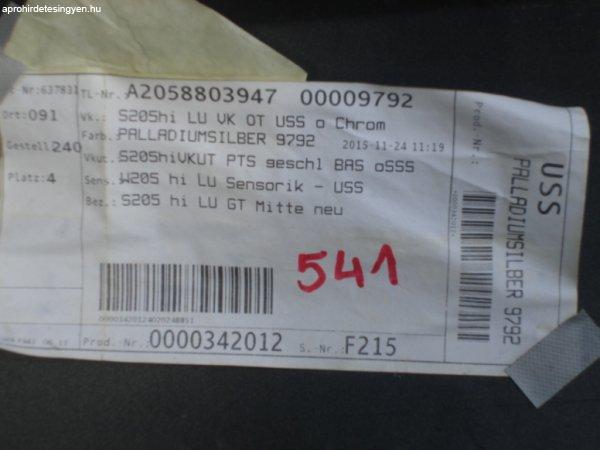 aprohirdetesingyen.hu
-Nr:637831 TL-Nr.: A2058803947 00009792
Ort:091 Vk.: S205hi LU VK OT USS o Chrom
Farb.: PALLADIUMSILBER 9792 2015-11-24 11:19
Gestell 240 Vkut.: S205hiVKUT PTS geschl BAS oSSS
Platz:4 Sens.: W205 hi LU Sensorik - USS
Bez.: S205 hi LU GT Mitte neu
541
Prod.-Nr.: 0000342012 S.-Nr.: F215
Prod.Nr.:
USS
PALLADIUMSILBER 9792